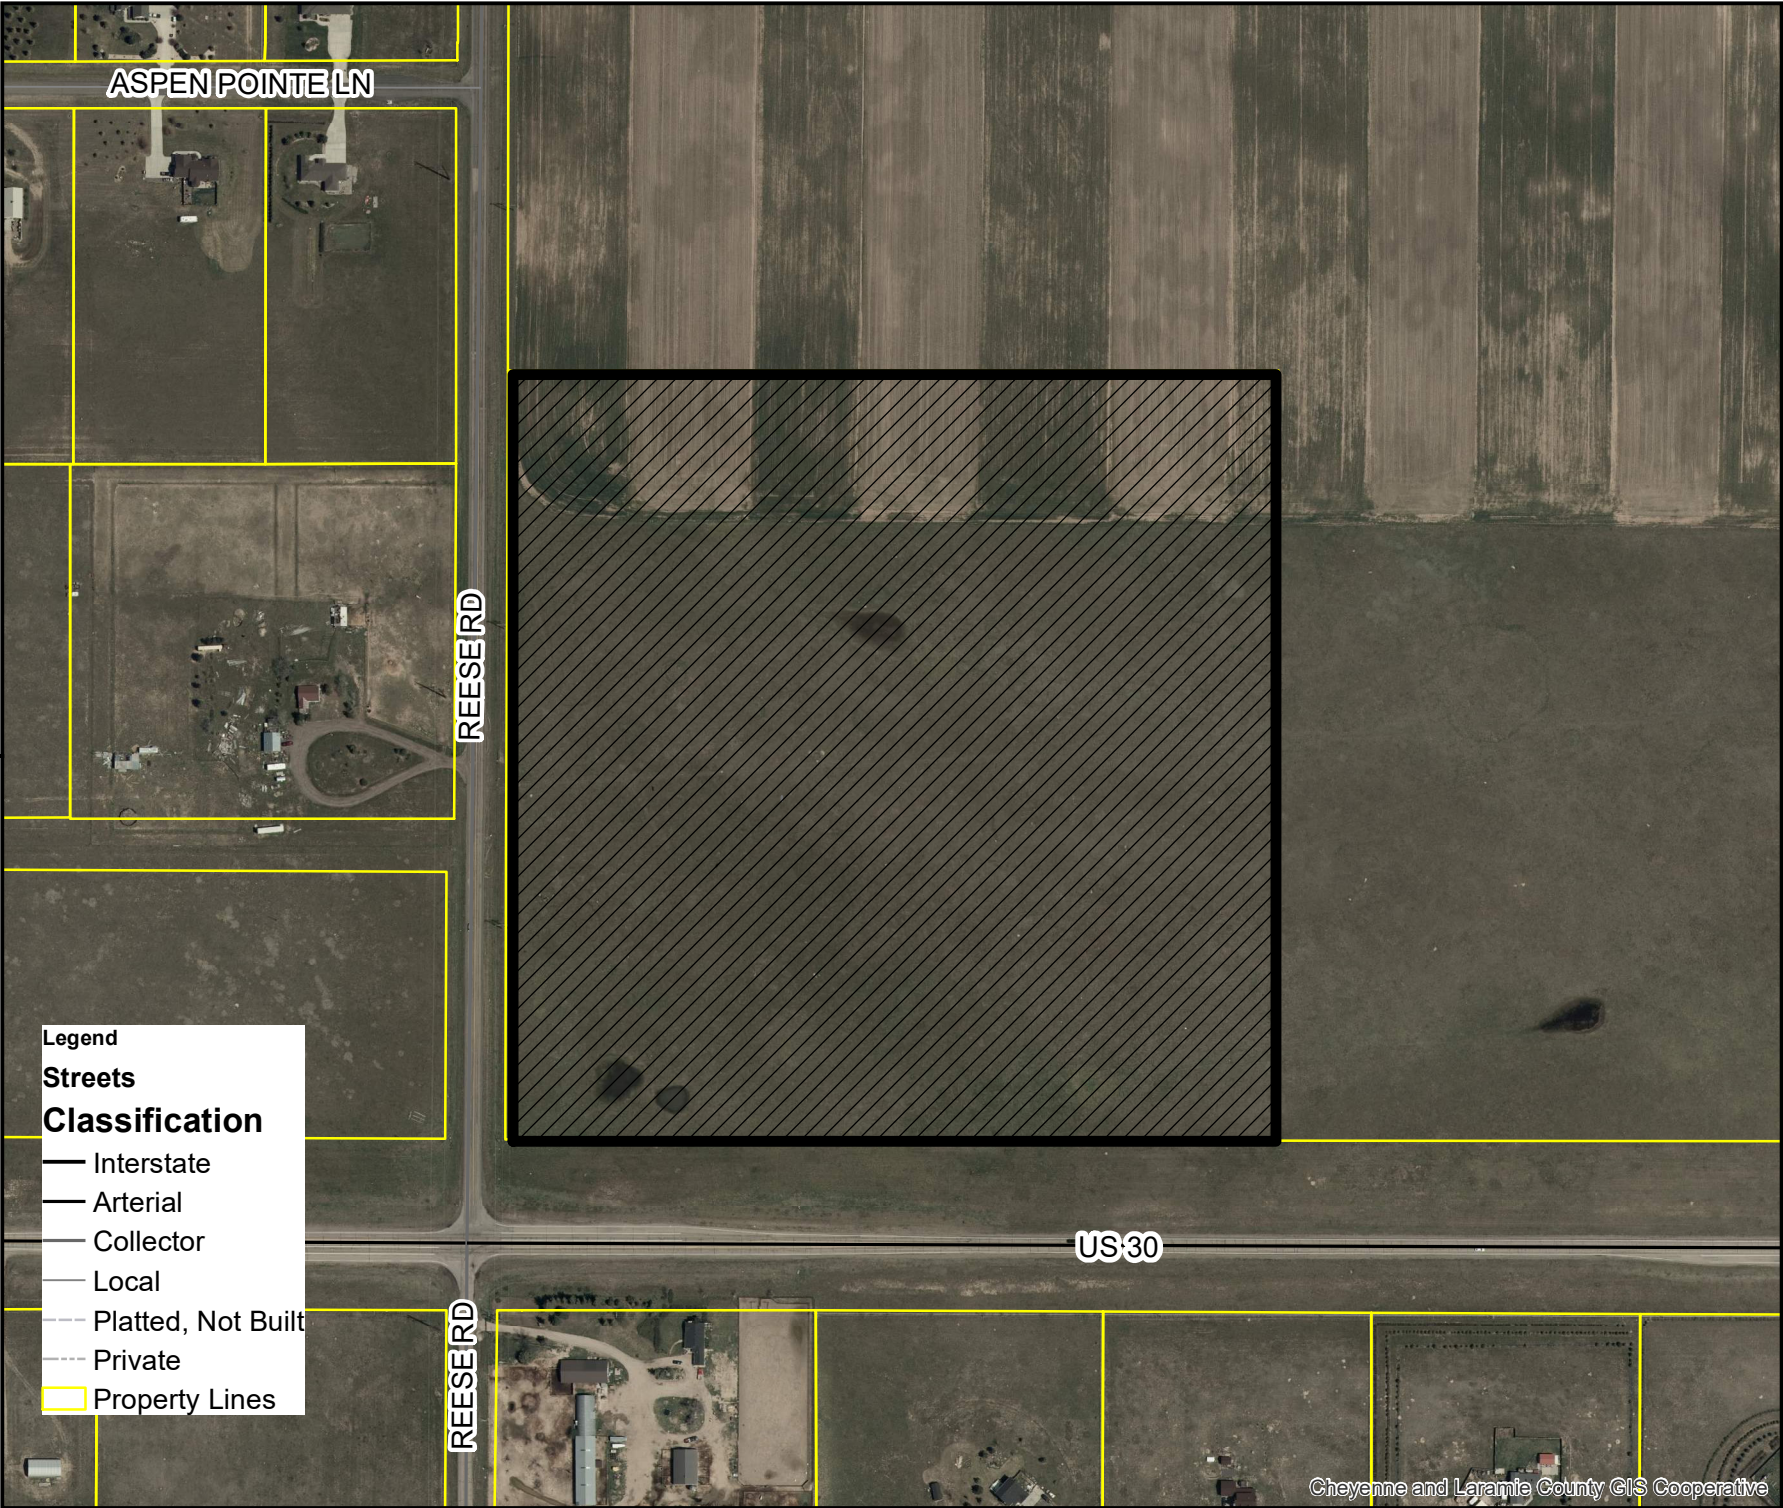 ASPEN POINTE LN
REESE RD
Legend
Streets
Classification
Interstate
Arterial
Collector
Local
Platted, Not Built
Private
Property Lines
US 30
REESE RD
Cheyenne and Laramie County GIS Cooperative